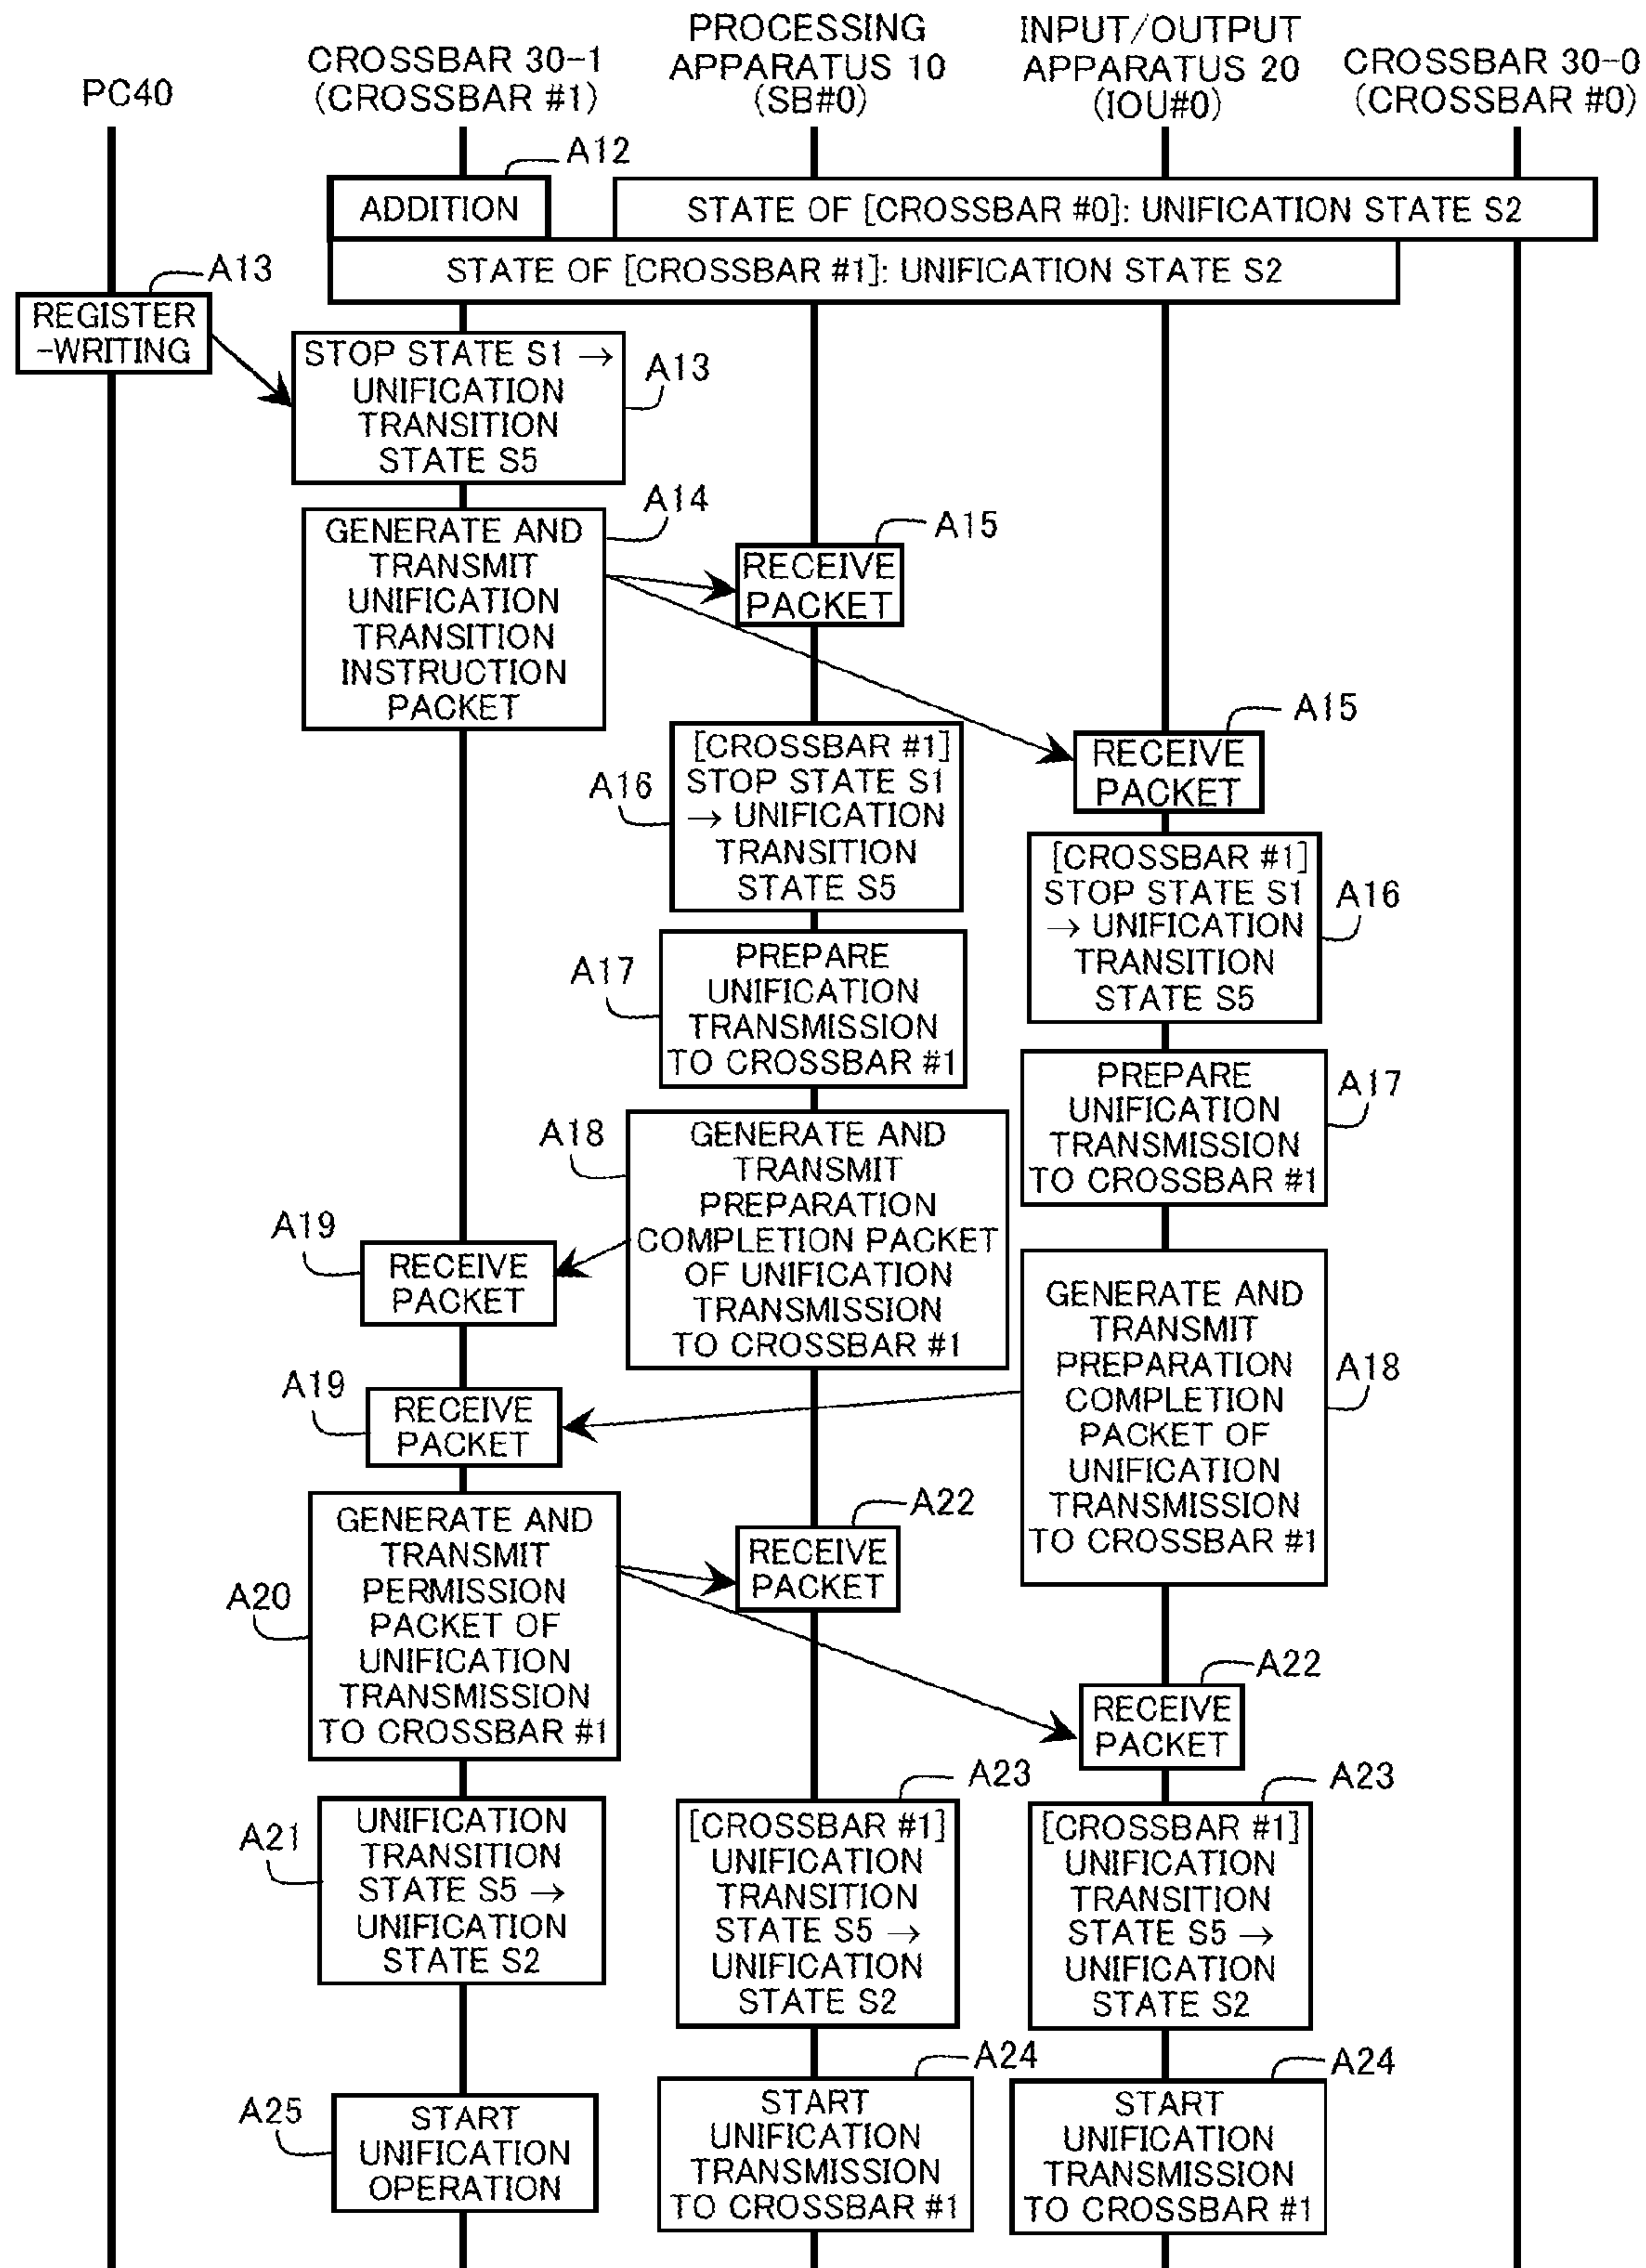 PC40
CROSSBAR 30-1
(CROSSBAR #1)
PROCESSING
APPARATUS 10
(SB#0)
INPUT/OUTPUT
APPARATUS 20
(IOU#0)
CROSSBAR 30-0
(CROSSBAR #0)
A12
ADDITION
STATE OF [CROSSBAR #0]: UNIFICATION STATE S2
STATE OF [CROSSBAR #1]: UNIFICATION STATE S2
A13
REGISTER
-WRITING
STOP STATE S1 →
UNIFICATION
TRANSITION
STATE S5
A13
GENERATE AND
TRANSMIT
UNIFICATION
TRANSITION
INSTRUCTION
PACKET
A14
A15
RECEIVE
PACKET
A15
RECEIVE
PACKET
A16
[CROSSBAR #1]
STOP STATE S1
→ UNIFICATION
TRANSITION
STATE S5
[CROSSBAR #1]
STOP STATE S1
→ UNIFICATION
TRANSITION
STATE S5
A16
A17
PREPARE
UNIFICATION
TRANSMISSION
TO CROSSBAR #1
PREPARE
UNIFICATION
TRANSMISSION
TO CROSSBAR #1
A17
A18
GENERATE AND
TRANSMIT
PREPARATION
COMPLETION PACKET
OF UNIFICATION
TRANSMISSION
TO CROSSBAR #1
A19
RECEIVE
PACKET
GENERATE AND
TRANSMIT
PREPARATION
COMPLETION
PACKET OF
UNIFICATION
TRANSMISSION
TO CROSSBAR #1
A18
A19
RECEIVE
PACKET
A20
GENERATE AND
TRANSMIT
PERMISSION
PACKET OF
UNIFICATION
TRANSMISSION
TO CROSSBAR #1
A22
RECEIVE
PACKET
A22
RECEIVE
PACKET
A21
UNIFICATION
TRANSITION
STATE S5 →
UNIFICATION
STATE S2
A23
[CROSSBAR #1]
UNIFICATION
TRANSITION
STATE S5 →
UNIFICATION
STATE S2
A23
[CROSSBAR #1]
UNIFICATION
TRANSITION
STATE S5 →
UNIFICATION
STATE S2
A25
START
UNIFICATION
OPERATION
A24
START
UNIFICATION
TRANSMISSION
TO CROSSBAR #1
A24
START
UNIFICATION
TRANSMISSION
TO CROSSBAR #1